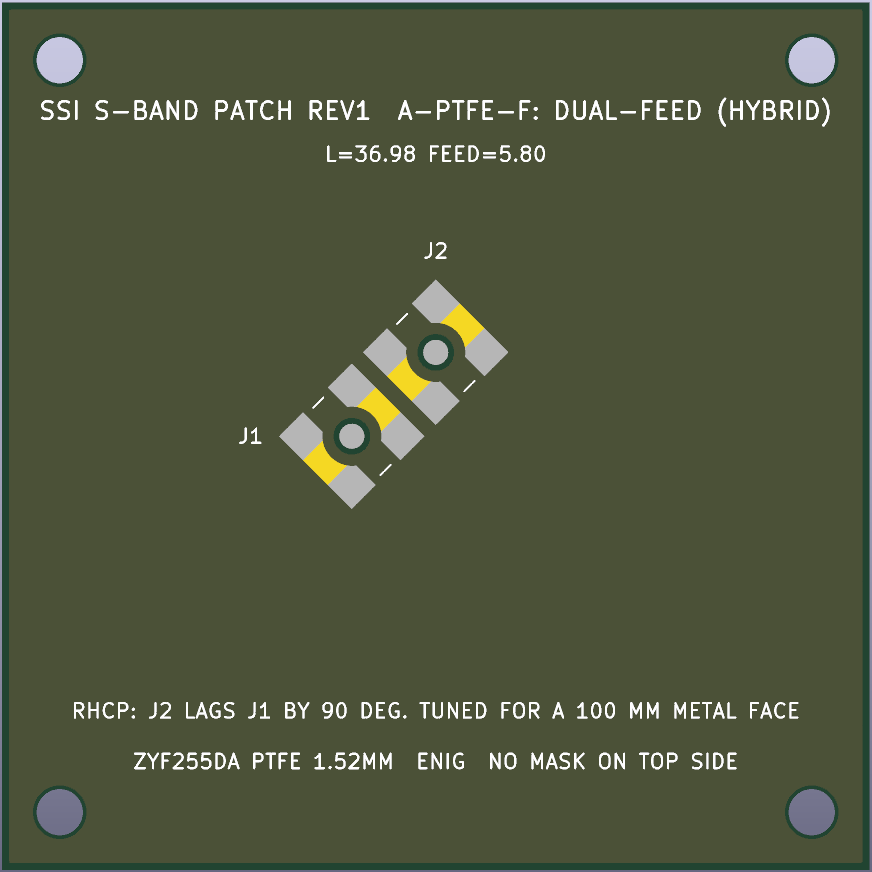 SSI S-BAND PATCH REV1 A-PTFE-F: DUAL-FEED (HYBRID)
L=36.98 FEED=5.80
J2
J1
RHCP: J2 LAGS J1 BY 90 DEG. TUNED FOR A 100 MM METAL FACE
ZYF255DA PTFE 1.52MM ENIG NO MASK ON TOP SIDE